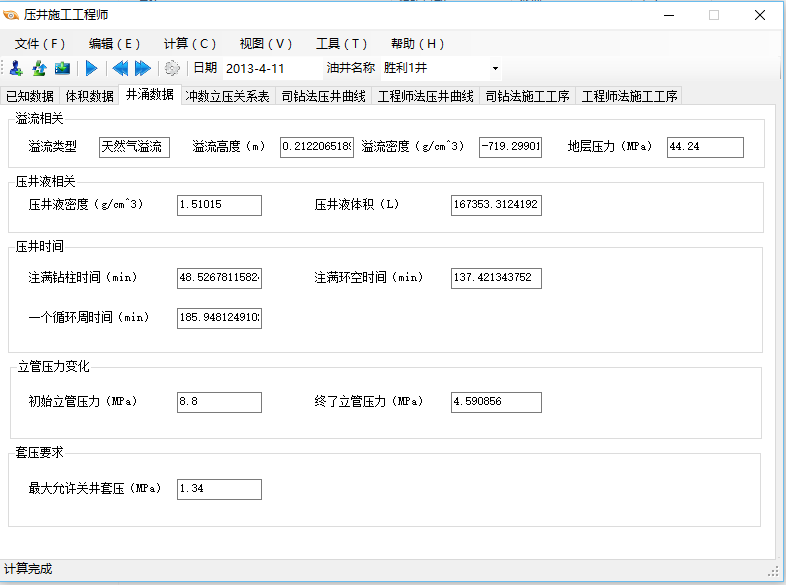 压井施工工程师
文件(F) 编辑(E) 计算(C) 视图(V) 工具(T) 帮助(H)
日期 2013-4-11 油井名称 胜利1井
已知数据 体积数据 井涌数据 冲数立压关系表 司钻法压井曲线 工程师法压井曲线 司钻法施工工序 工程师法施工工序
溢流相关
溢流类型 天然气溢流 溢流高度(m) 0.2122065189 溢流密度(g/cm^3) -719.29901 地层压力(MPa) 44.24
压井液相关
压井液密度(g/cm^3) 1.51015 压井液体积(L) 167353.3124192
压井时间
注满钻柱时间(min) 48.5267811582 注满环空时间(min) 137.421343752
一个循环周时间(min) 185.948124910
立管压力变化
初始立管压力(MPa) 8.8 终了立管压力(MPa) 4.590856
套压要求
最大允许关井套压(MPa) 1.34
计算完成